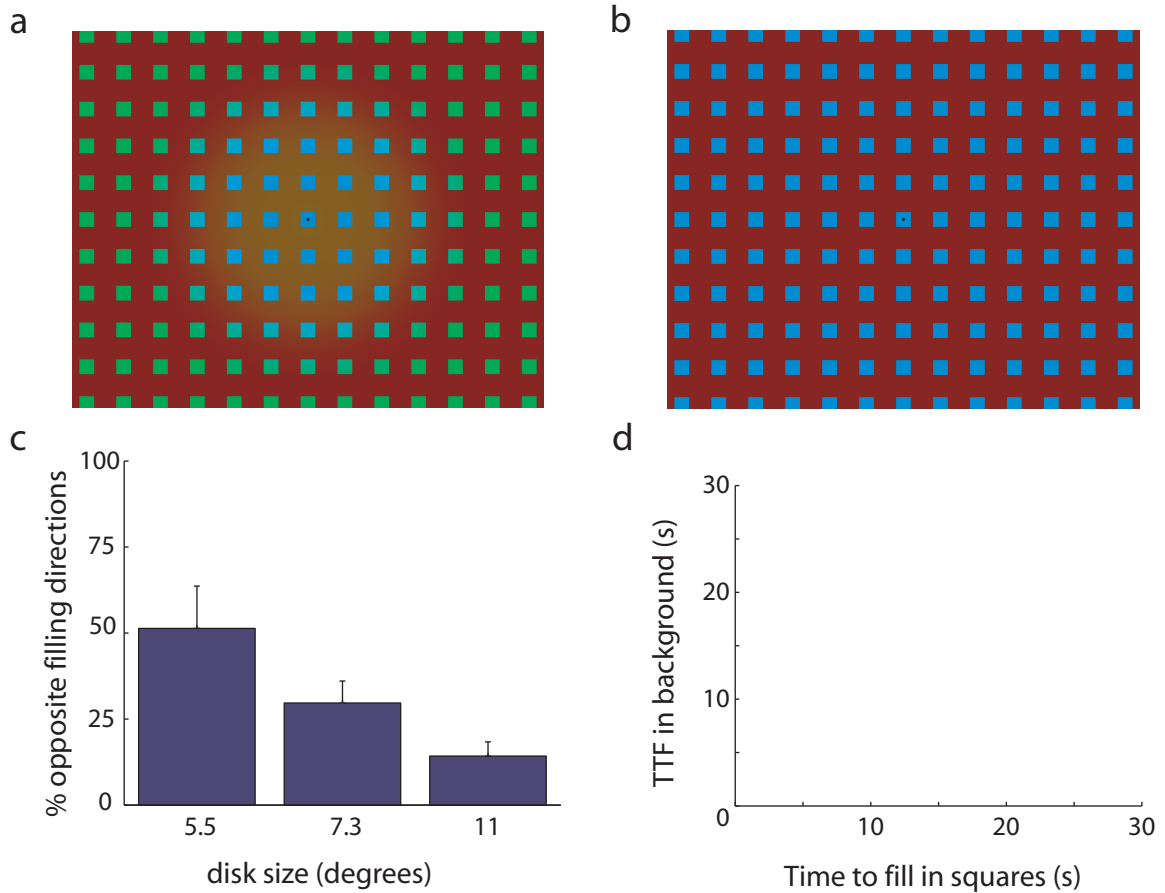 a
b
c
100
75
50
25
0
% opposite filling directions
5.5 7.3 11
disk size (degrees)
d
30
20
10
0
TTF in background (s)
10 20 30
Time to fill in squares (s)